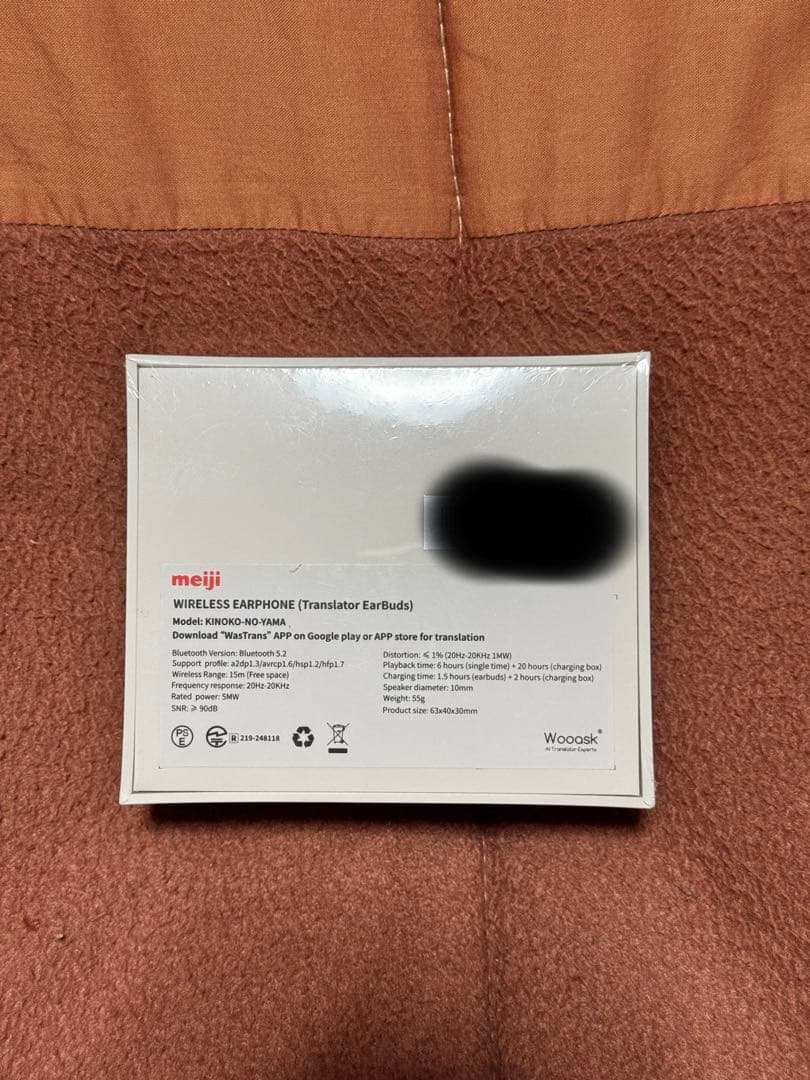 meiji
WIRELESS EARPHONE (Translator EarBuds)
Model: KINOKO-NO-YAMA
Download "WasTrans" APP on Google play or APP store for translation
Bluetooth Version: Bluetooth 5.2
Support profile: a2dp1.3/avrcp1.6/hsp1.2/hfp1.7
Wireless Range: 15m (Free space)
Frequency response: 20Hz-20KHz
Rated power: 5MW
SNR: ≥ 90dB
Distortion: ≤ 1% (20Hz-20KHz 1MW)
Playback time: 6 hours (single time) + 20 hours (charging box)
Charging time: 1.5 hours (earbuds) + 2 hours (charging box)
Speaker diameter: 10mm
Weight: 55g
Product size: 63x40x30mm
PS
E
R 219-248118
Wooask®
AI Translator Experts